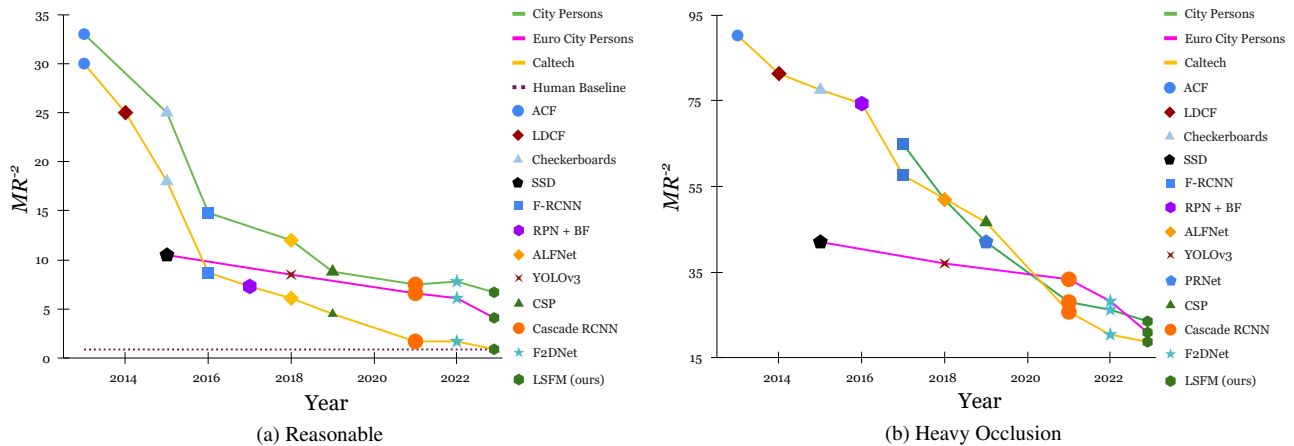 35
30
25
20
15
10
5
0
MR⁻²
2014
2016
2018
2020
2022
Year
City Persons
Euro City Persons
Caltech
Human Baseline
ACF
LDCF
Checkerboards
SSD
F-RCNN
RPN + BF
ALFNet
YOLOv3
CSP
Cascade RCNN
F2DNet
LSFM (ours)
(a) Reasonable
95
75
55
35
15
MR⁻²
2014
2016
2018
2020
2022
Year
City Persons
Euro City Persons
Caltech
ACF
LDCF
Checkerboards
SSD
F-RCNN
RPN + BF
ALFNet
YOLOv3
PRNet
CSP
Cascade RCNN
F2DNet
LSFM (ours)
(b) Heavy Occlusion